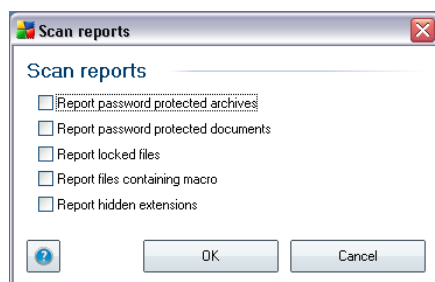 Scan reports
Scan reports
Report password protected archives
Report password protected documents
Report locked files
Report files containing macro
Report hidden extensions
? OK Cancel